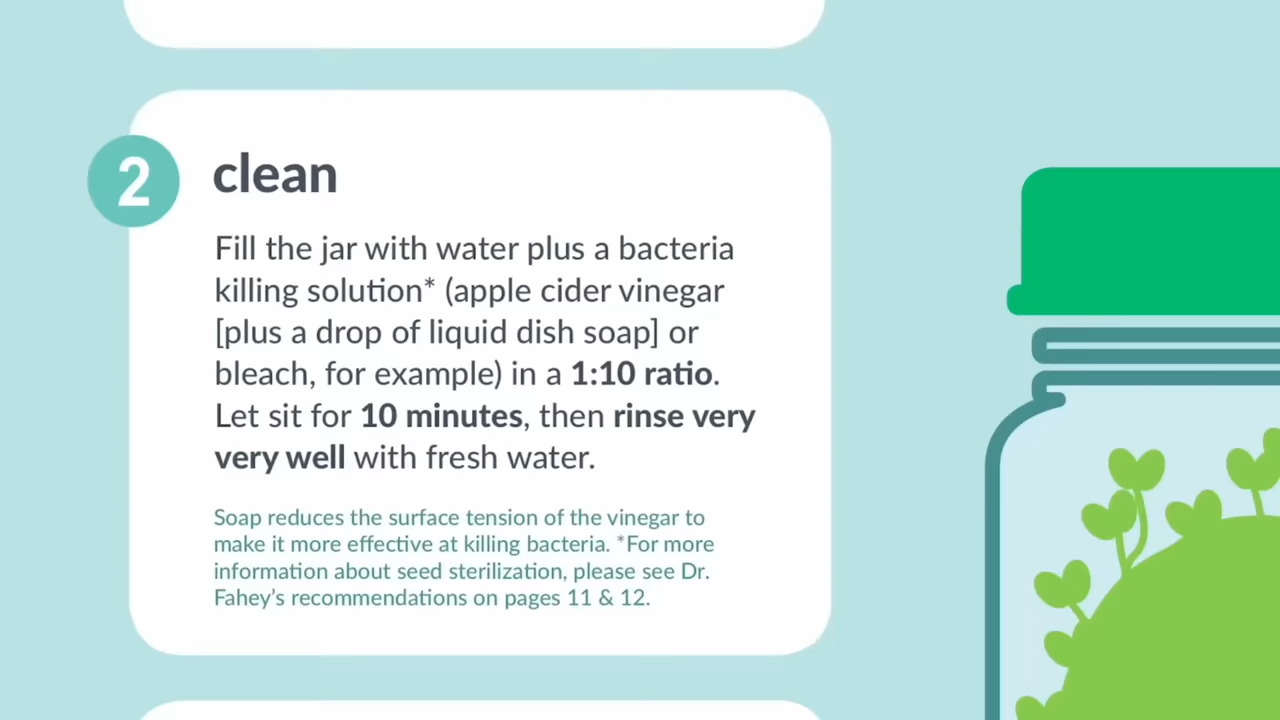 2
clean
Fill the jar with water plus a bacteria
killing solution* (apple cider vinegar
[plus a drop of liquid dish soap] or
bleach, for example) in a 1:10 ratio.
Let sit for 10 minutes, then rinse very
very well with fresh water.
Soap reduces the surface tension of the vinegar to
make it more effective at killing bacteria. *For more
information about seed sterilization, please see Dr.
Fahey’s recommendations on pages 11 & 12.